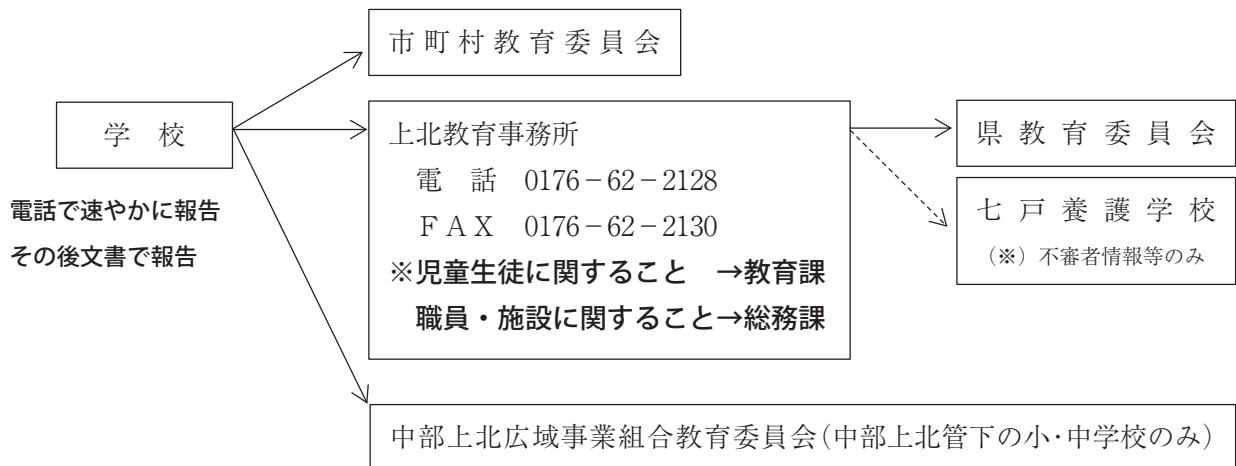 市町村教育委員会
学校
電話で速やかに報告
その後文書で報告
上北教育事務所
電話 0176－62－2128
ＦＡＸ 0176－62－2130
※児童生徒に関すること →教育課
職員・施設に関すること→総務課
県教育委員会
七戸養護学校
（※）不審者情報等のみ
中部上北広域事業組合教育委員会(中部上北管下の小・中学校のみ)